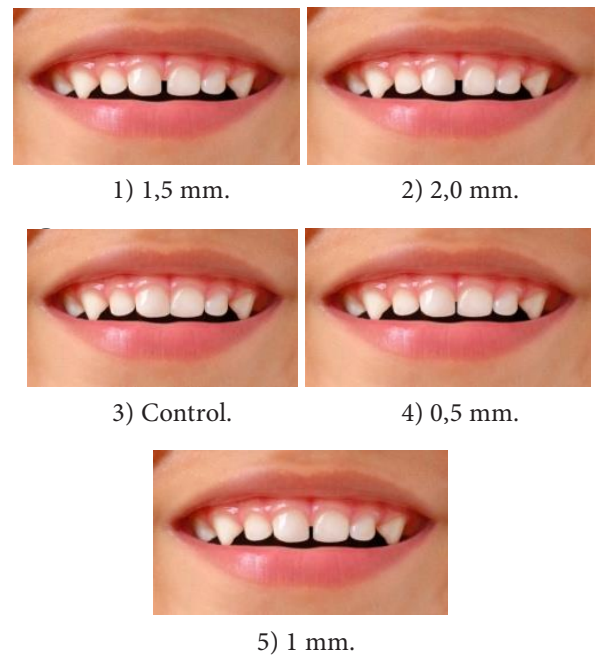 1) 1,5 mm.
2) 2,0 mm.
3) Control.
4) 0,5 mm.
5) 1 mm.